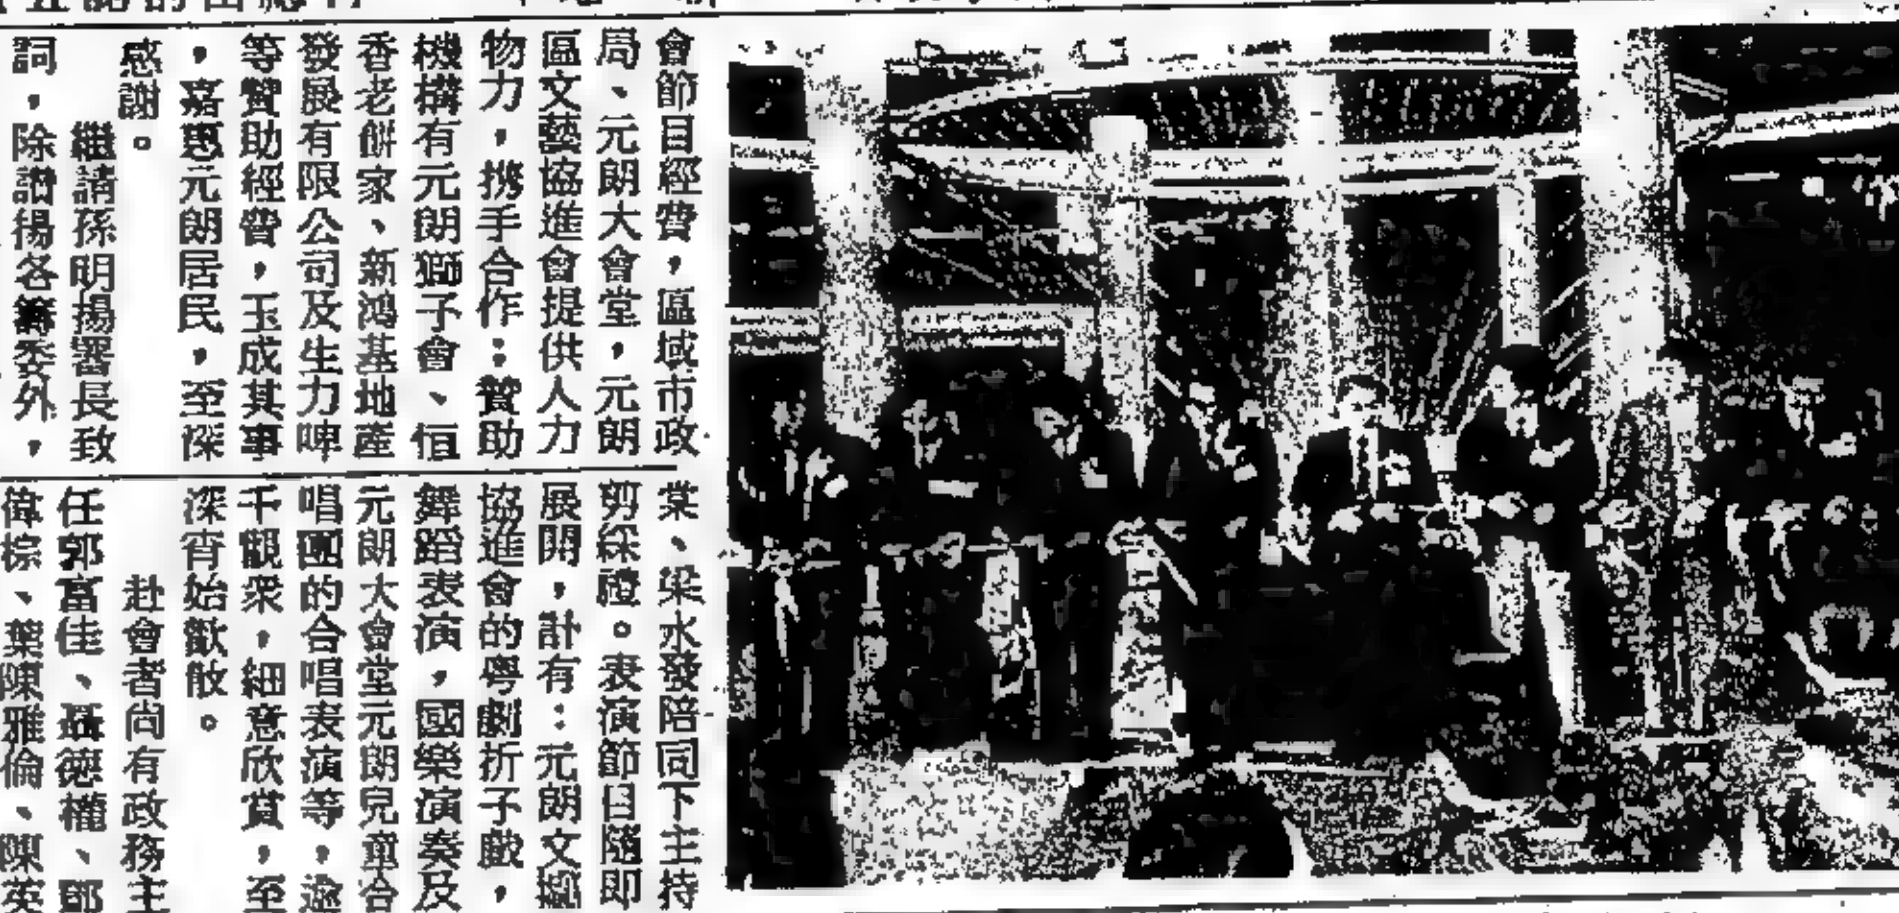 會節目經費，區域市政
局、元朗大會堂，元朗
區文藝協進會提供人力
物力，携手合作：贊助
機構有元朗獅子會、恒
香老餅家、新鴻基地產
發展有限公司及生力啤
等贊助經費，玉成其事
，嘉惠元朗居民，至深
感謝。
繼請孫明揚署長致
詞，除讚揚各籌委外，
棠、梁水發陪同下主持
剪綵禮。表演節目隨即
展開，計有：元朗文藝
協進會的粵劇折子戲，
舞蹈表演，國樂演奏及
元朗大會堂元朗兒童合
唱團的合唱表演等，逾
千觀衆，細意欣賞，至
深宵始歡散。
赴會者尚有政務主
任郭富佳、聶德權、鄧
偉棕、葉陳雅倫、陳英